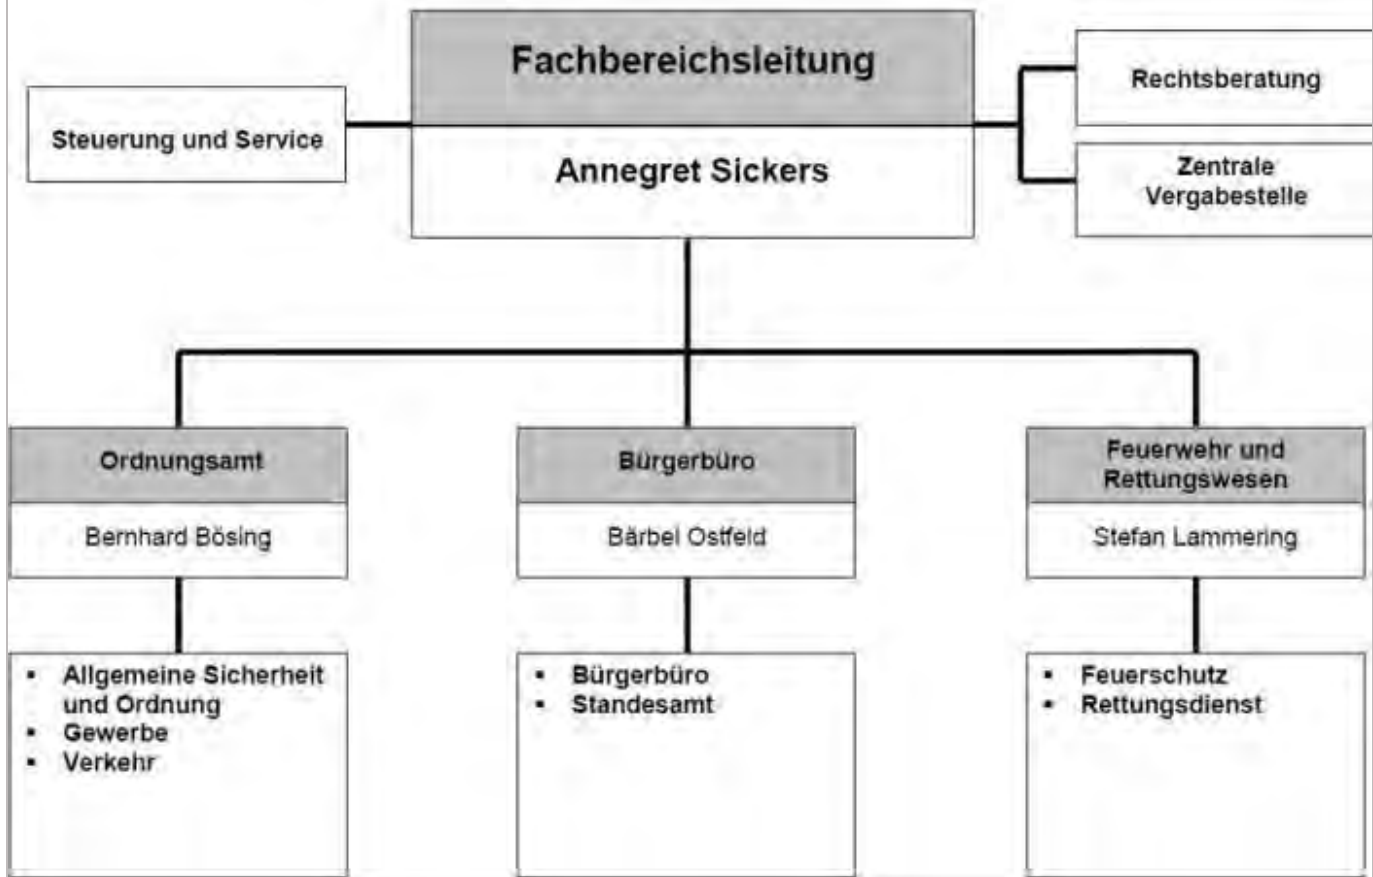 Fachbereichsleitung
Annegret Sickers
Steuerung und Service
Rechtsberatung
Zentrale
Vergabestelle
Ordnungsamt
Bernhard Bösing
▪ Allgemeine Sicherheit
und Ordnung
▪ Gewerbe
▪ Verkehr
Bürgerbüro
Bärbel Ostfeld
▪ Bürgerbüro
▪ Standesamt
Feuerwehr und
Rettungswesen
Stefan Lammering
▪ Feuerschutz
▪ Rettungsdienst